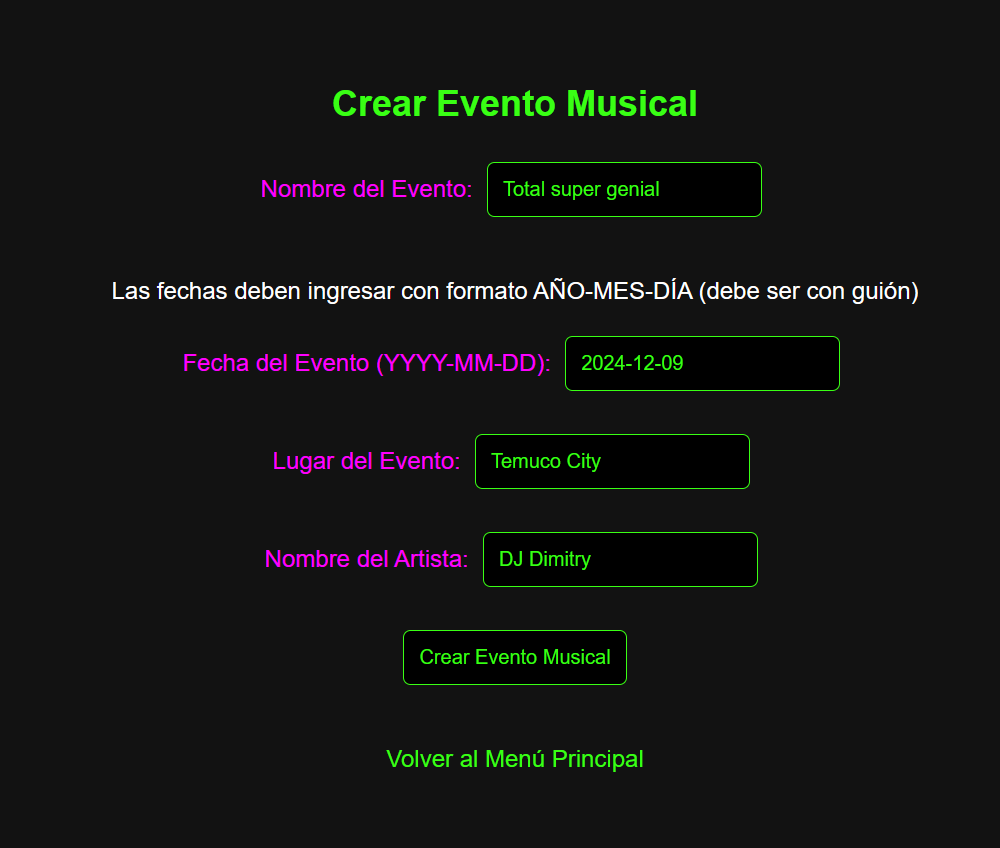 Crear Evento Musical
Nombre del Evento: Total super genial
Las fechas deben ingresar con formato AÑO-MES-DÍA (debe ser con guión)
Fecha del Evento (YYYY-MM-DD): 2024-12-09
Lugar del Evento: Temuco City
Nombre del Artista: DJ Dimitry
Crear Evento Musical
Volver al Menú Principal